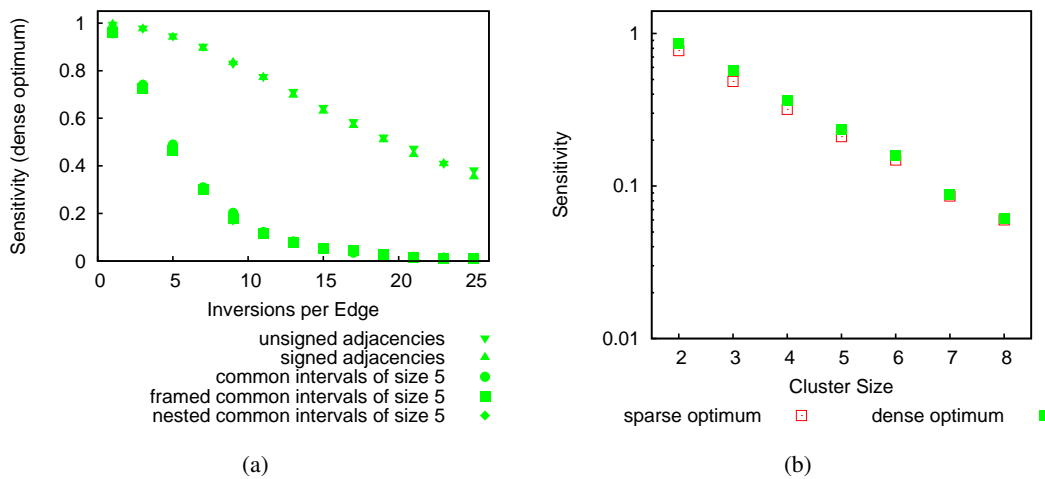 Sensitivity (dense optimum)
1
0.8
0.6
0.4
0.2
0
0 5 10 15 20 25
Inversions per Edge
unsigned adjacencies
signed adjacencies
common intervals of size 5
framed common intervals of size 5
nested common intervals of size 5
(a)
Sensitivity
1
0.1
0.01
2 3 4 5 6 7 8
Cluster Size
sparse optimum dense optimum
(b)